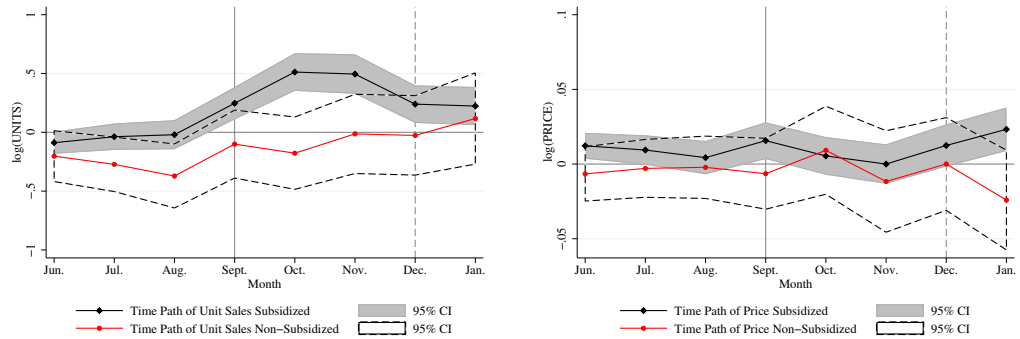 1
.5
0
-.5
-1
log(UNITS)
Jun. Jul. Aug. Sept. Oct. Nov. Dec. Jan.
Month
Time Path of Unit Sales Subsidized 95% CI
Time Path of Unit Sales Non−Subsidized 95% CI
.1
.05
0
-.05
log(PRICE)
Jun. Jul. Aug. Sept. Oct. Nov. Dec. Jan.
Month
Time Path of Price Subsidized 95% CI
Time Path of Price Non−Subsidized 95% CI